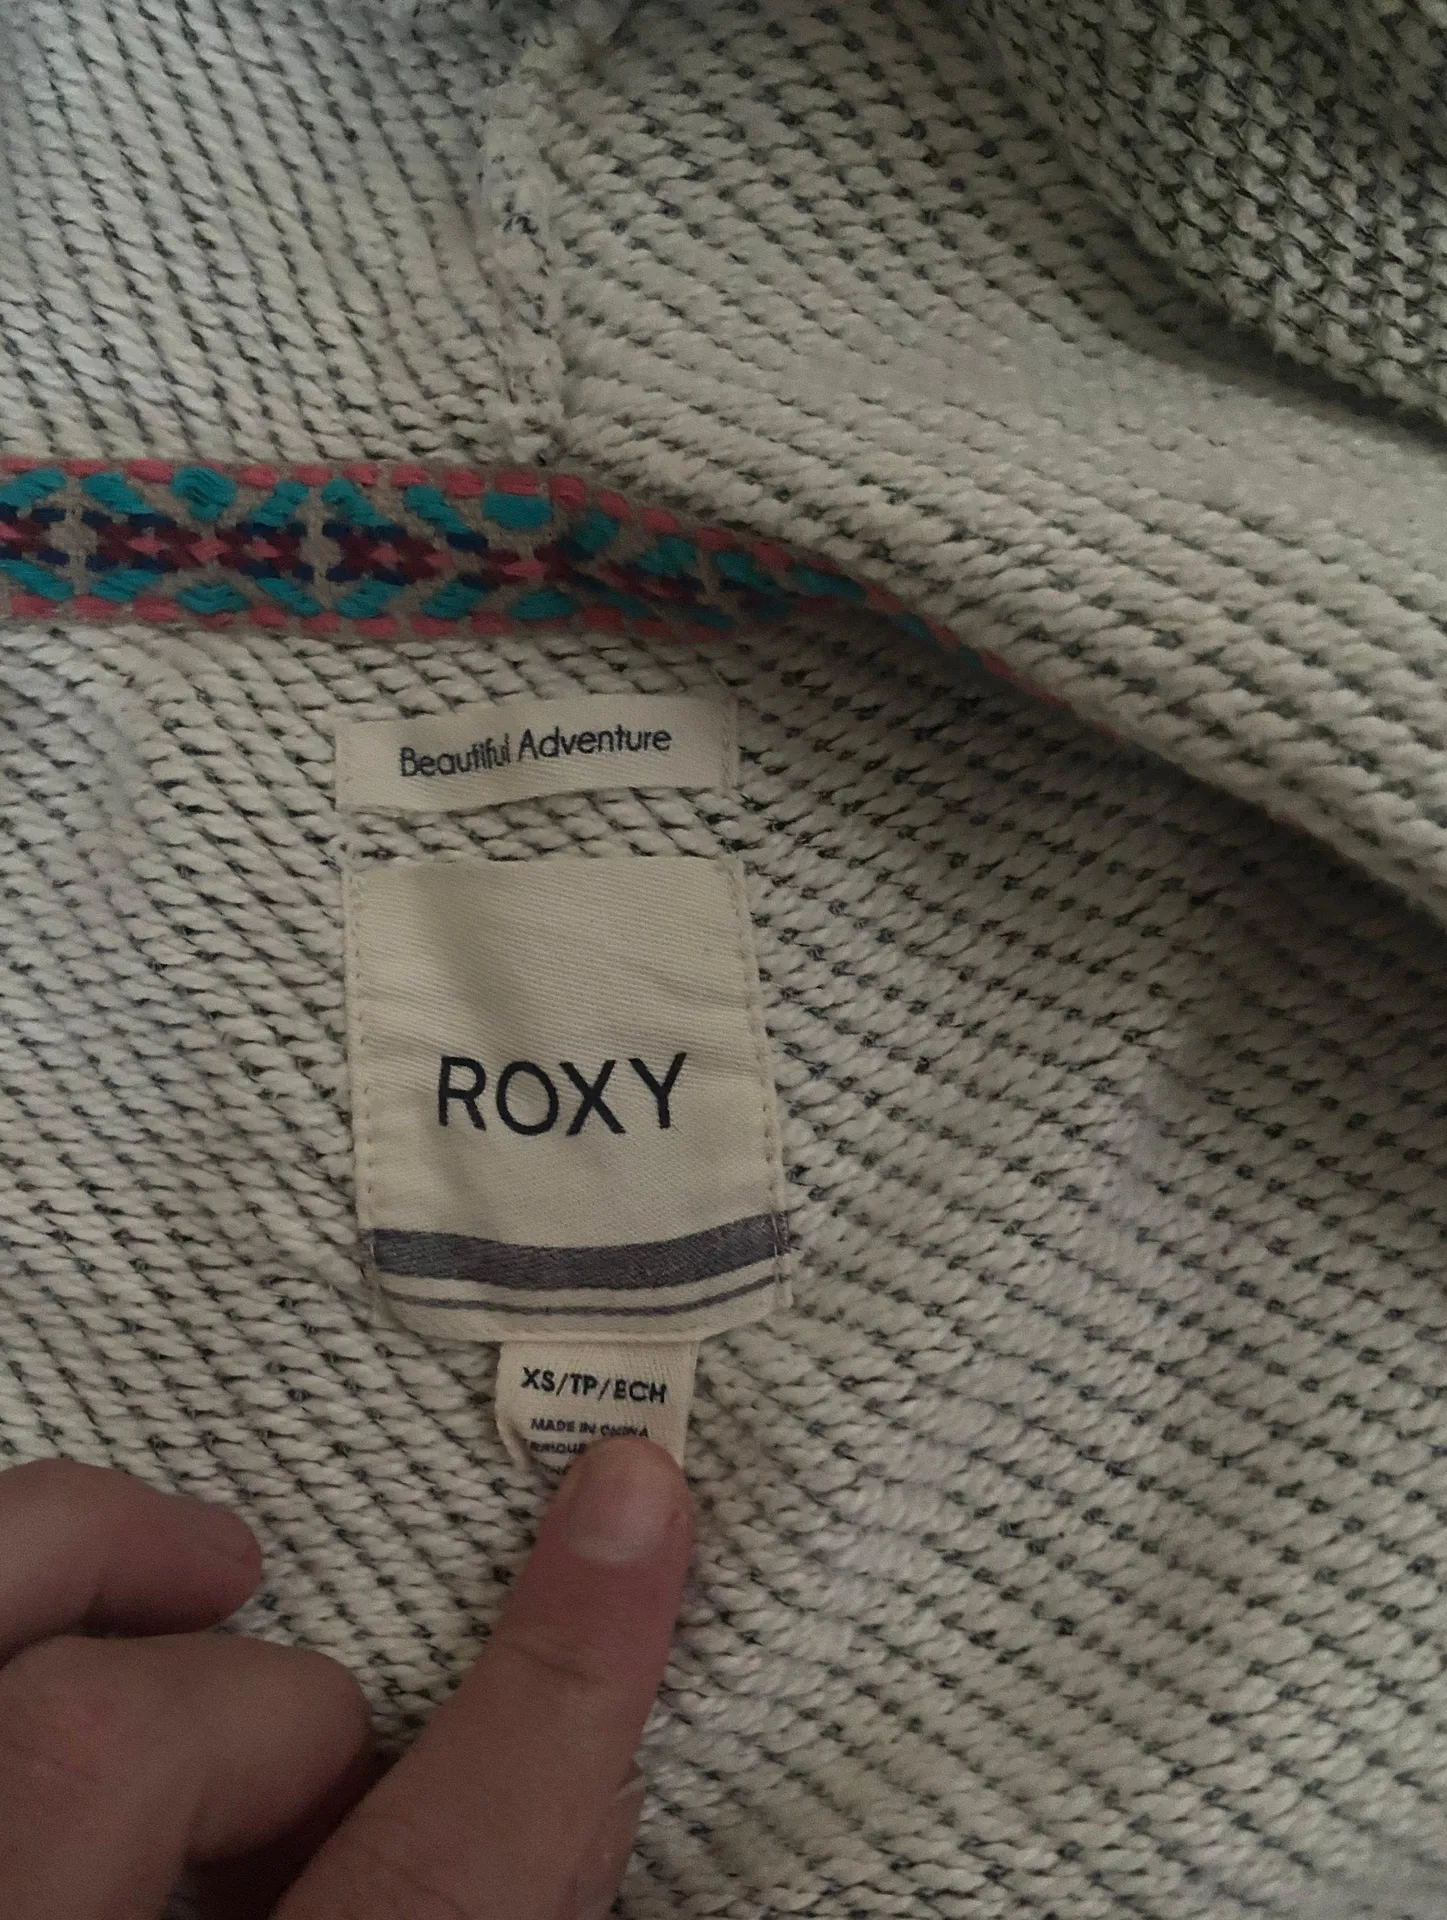 Beautiful Adventure
ROXY
XS/TP/ECH
MADE IN CHINA